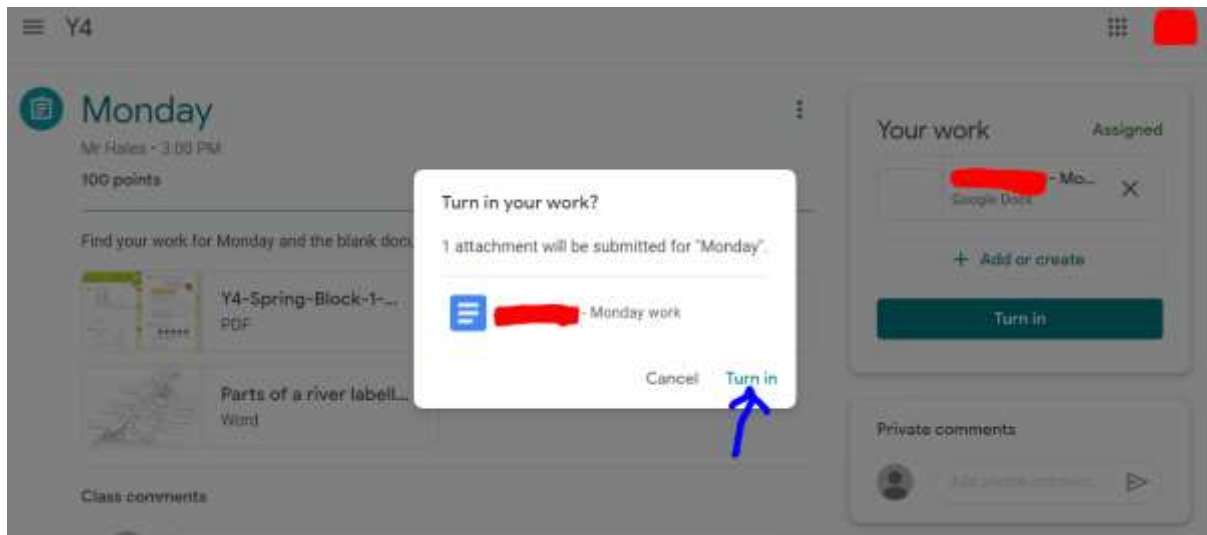 Y4
Monday
Mr Hales • 3:00 PM
100 points
Find your work for Monday and the blank docu
Y4-Spring-Block-1-...
PDF
Parts of a river labell...
Word
Class comments
Turn in your work?
1 attachment will be submitted for "Monday".
- Monday work
Cancel
Turn in
Your work
Assigned
- Mo...
Google Docs
+ Add or create
Turn in
Private comments
Add private comment...